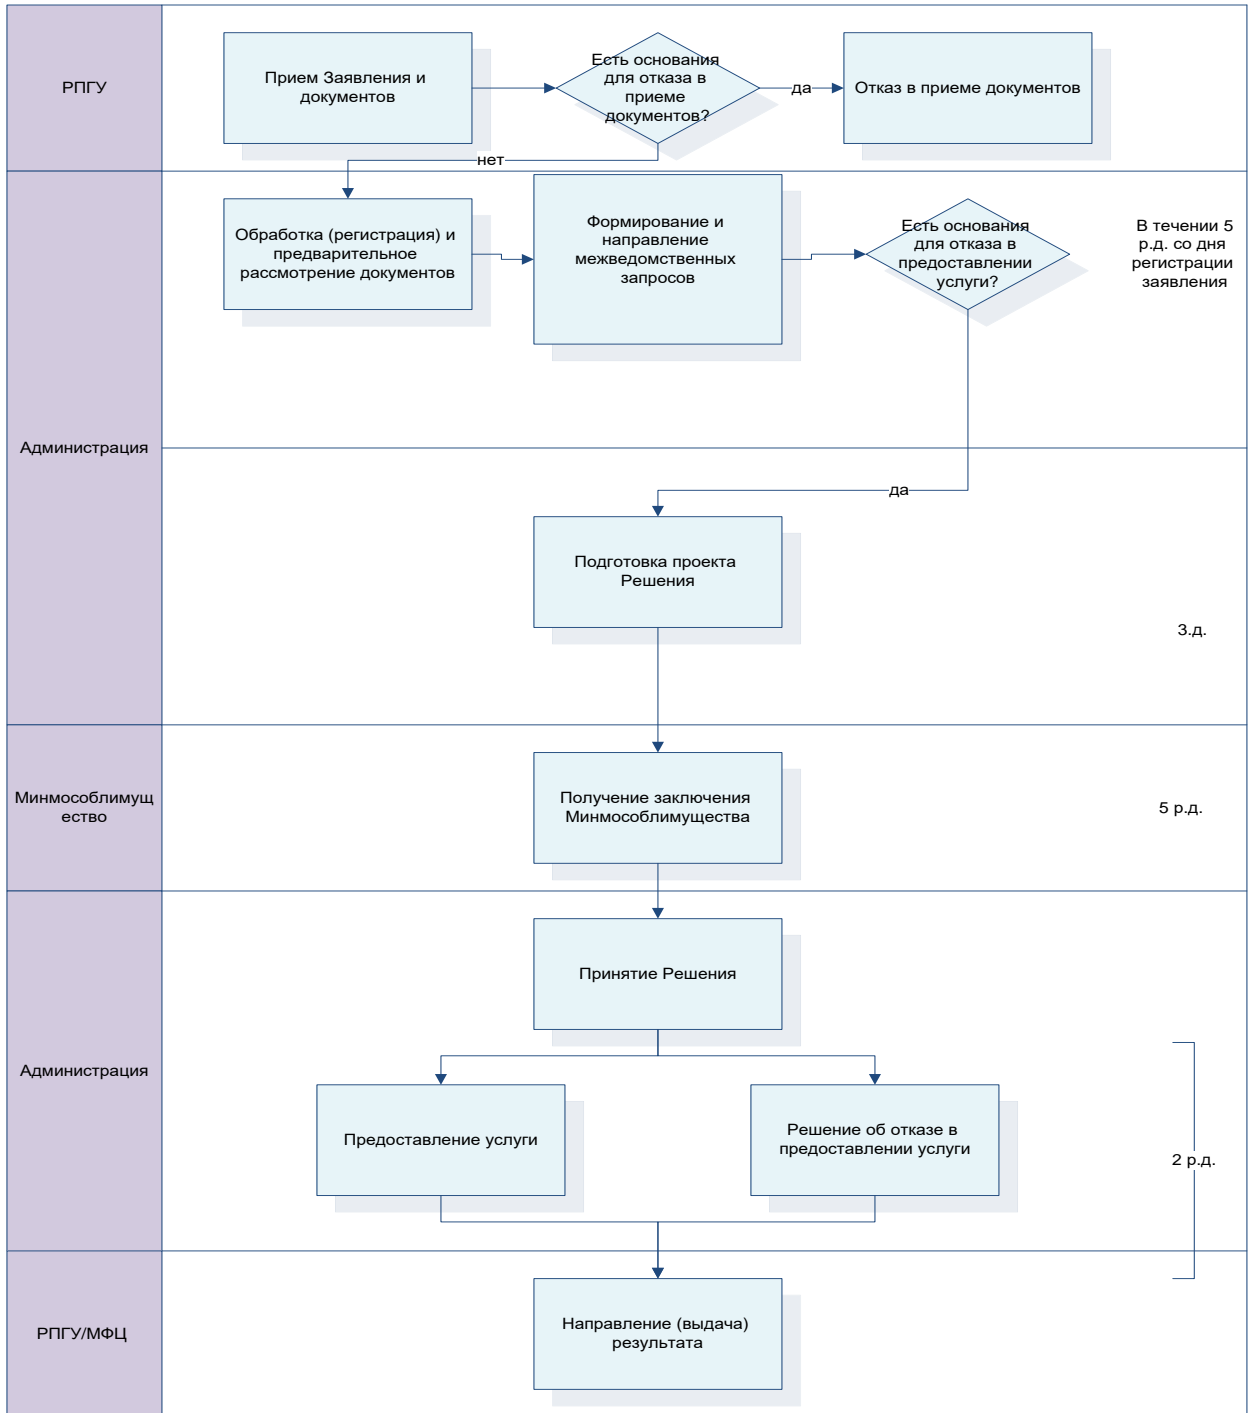 РПГУ
Прием Заявления и
документов
Есть основания
для отказа в
приеме
документов?
да
Отказ в приеме документов
нет
Администрация
Обработка (регистрация) и
предварительное
рассмотрение документов
Формирование и
направление
межведомственных
запросов
Есть основания
для отказа в
предоставлении
услуги?
В течении 5
р.д. со дня
регистрации
заявления
да
Подготовка проекта
Решения
3.д.
Минмособлимущ
ество
Получение заключения
Минмособлимущества
5 р.д.
Администрация
Принятие Решения
Предоставление услуги
Решение об отказе в
предоставлении услуги
2 р.д.
РПГУ/МФЦ
Направление (выдача)
результата